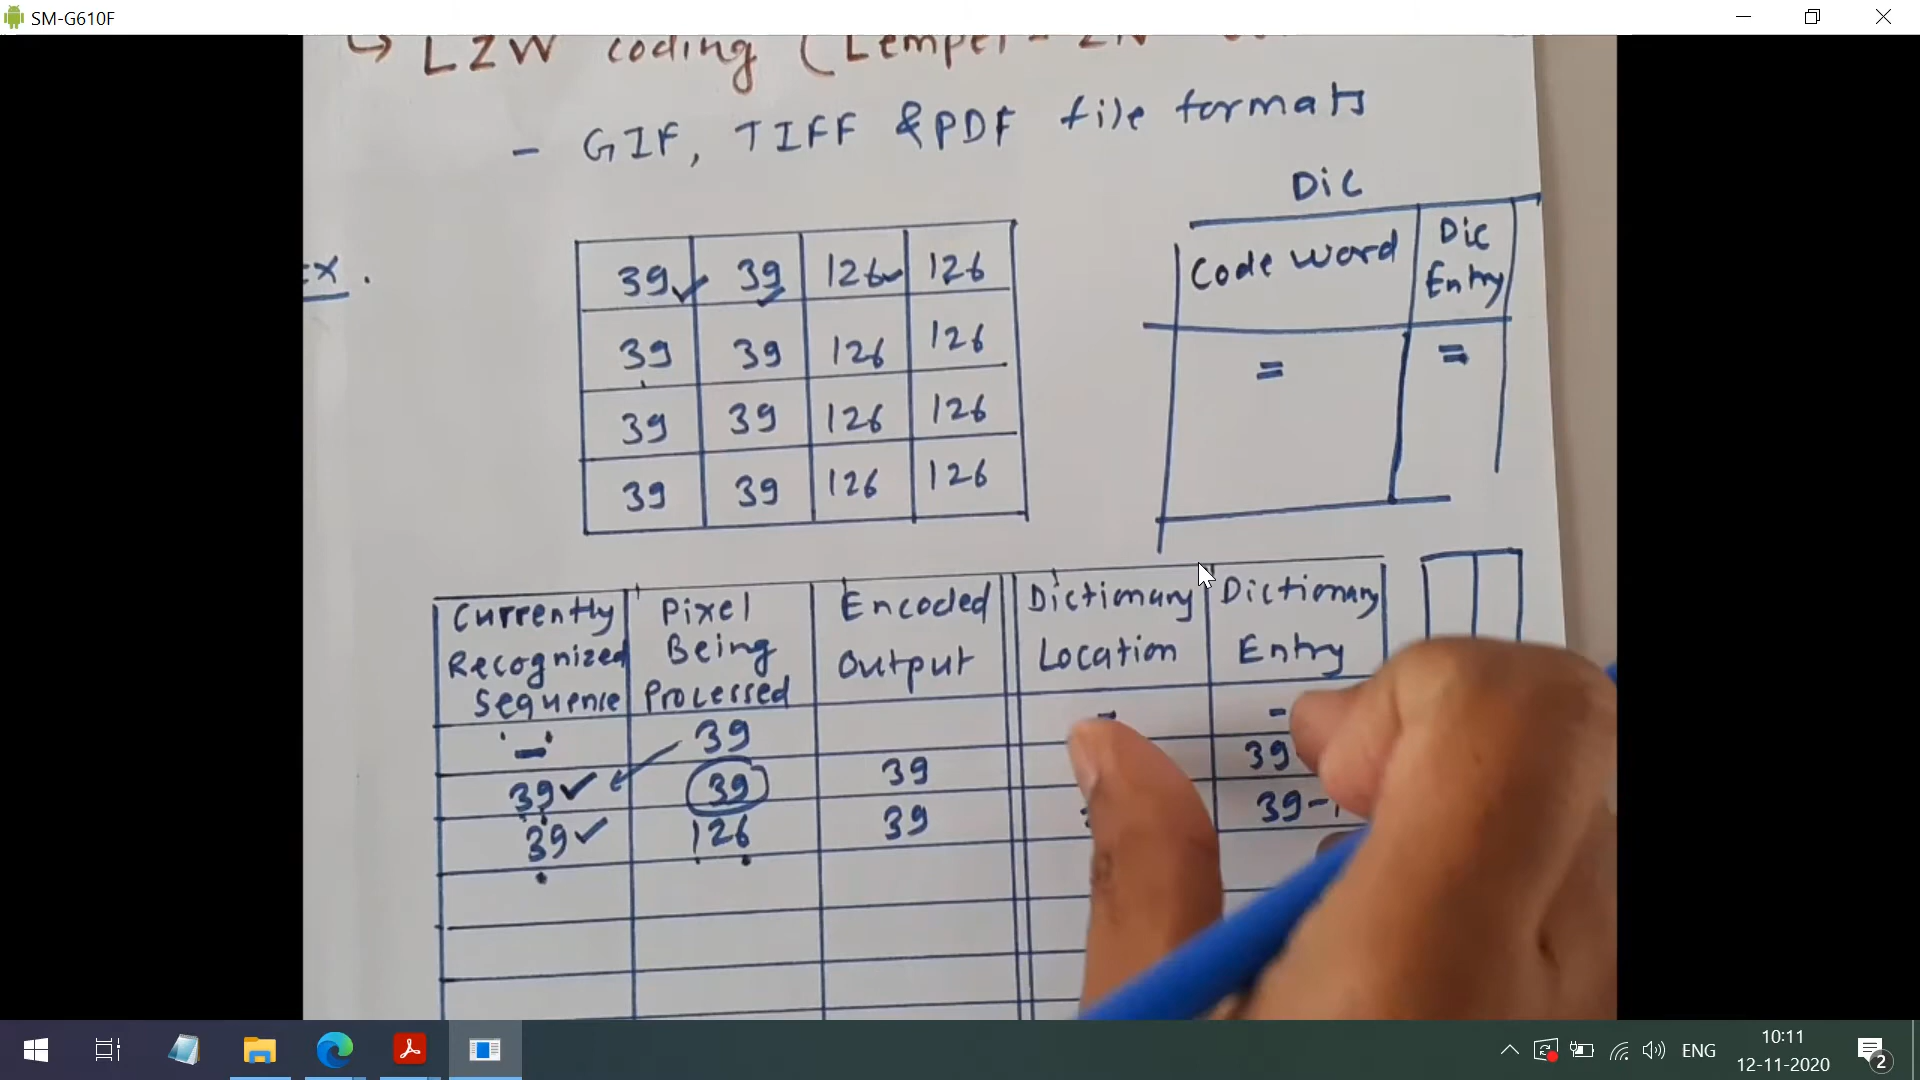 SM-G610F
↳ LZW coding (Lempel-
- GIF, TIFF & PDF file formats
Ex.
39 39 126 126
39 39 126 126
39 39 126 126
39 39 126 126
Dic
Code Word Dic Entry
= =
Currently Recognized Sequence Pixel Being Processed Encoded Output Dictionary Location Dictionary Entry
- 39 - -
39 39 39 39
39 126 39 39-1
ENG
10:11
12-11-2020
2